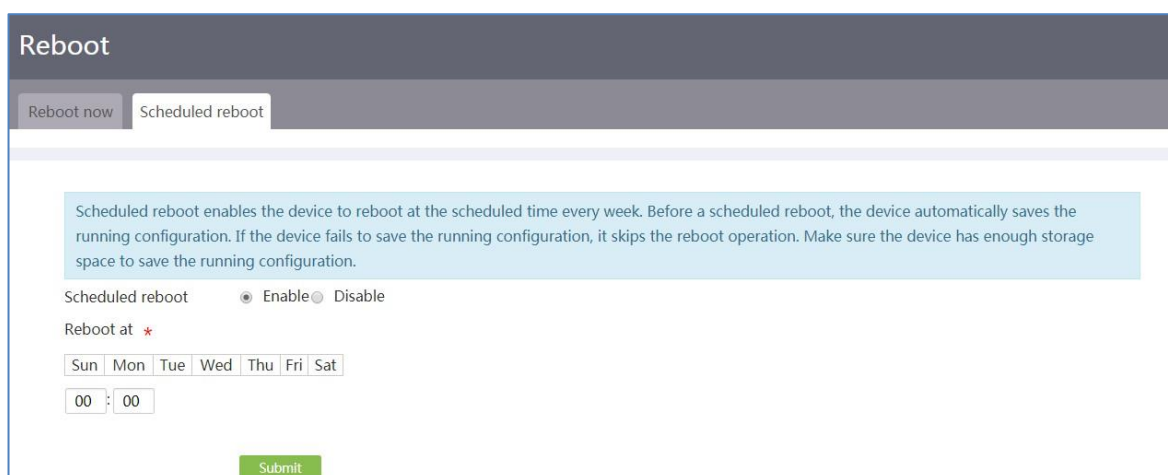 Reboot
Reboot now Scheduled reboot
Scheduled reboot enables the device to reboot at the scheduled time every week. Before a scheduled reboot, the device automatically saves the
running configuration. If the device fails to save the running configuration, it skips the reboot operation. Make sure the device has enough storage
space to save the running configuration.
Scheduled reboot Enable Disable
Reboot at *
Sun Mon Tue Wed Thu Fri Sat
00 : 00
Submit